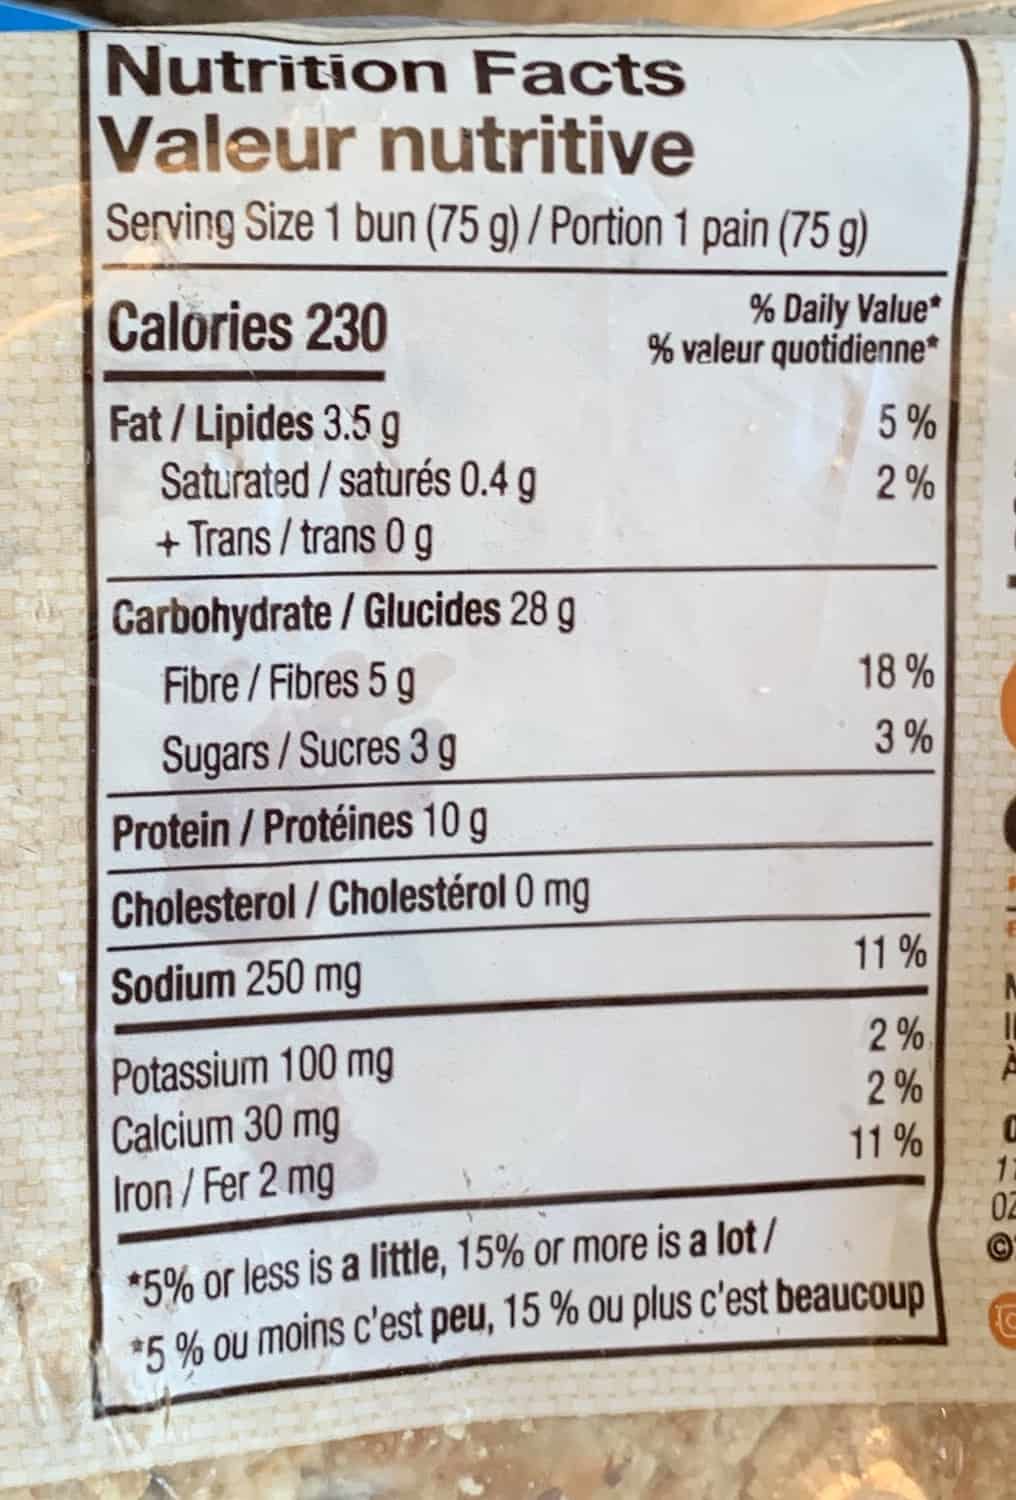 Nutrition Facts
Valeur nutritive
Serving Size 1 bun (75 g) / Portion 1 pain (75 g)
Calories 230
% Daily Value*
% valeur quotidienne*
Fat / Lipides 3.5 g 5 %
Saturated / saturés 0.4 g 2 %
+ Trans / trans 0 g
Carbohydrate / Glucides 28 g
Fibre / Fibres 5 g 18 %
Sugars / Sucres 3 g 3 %
Protein / Protéines 10 g
Cholesterol / Cholestérol 0 mg
Sodium 250 mg 11 %
Potassium 100 mg 2 %
Calcium 30 mg 2 %
Iron / Fer 2 mg 11 %
*5% or less is a little, 15% or more is a lot /
*5 % ou moins c'est peu, 15 % ou plus c'est beaucoup